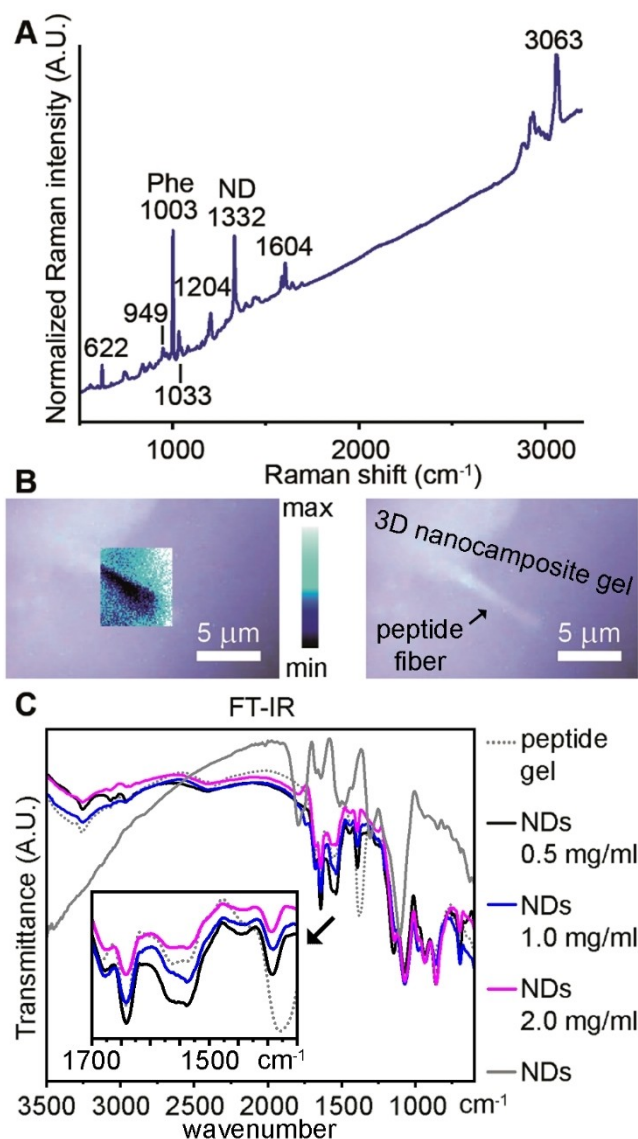 A
Normalized Raman intensity (A.U.)
3063
Phe
1003
ND
1332
1604
1204
949
622
1033
1000
2000
3000
Raman shift (cm-1)
B
max
min
5 μm
3D nanocamposite gel
peptide
fiber
5 μm
C
FT-IR
Transmittance (A.U.)
1700
1500
cm-1
3500
3000
2500
2000
1500
1000
cm-1
wavenumber
peptide
gel
NDs
0.5 mg/ml
NDs
1.0 mg/ml
NDs
2.0 mg/ml
NDs